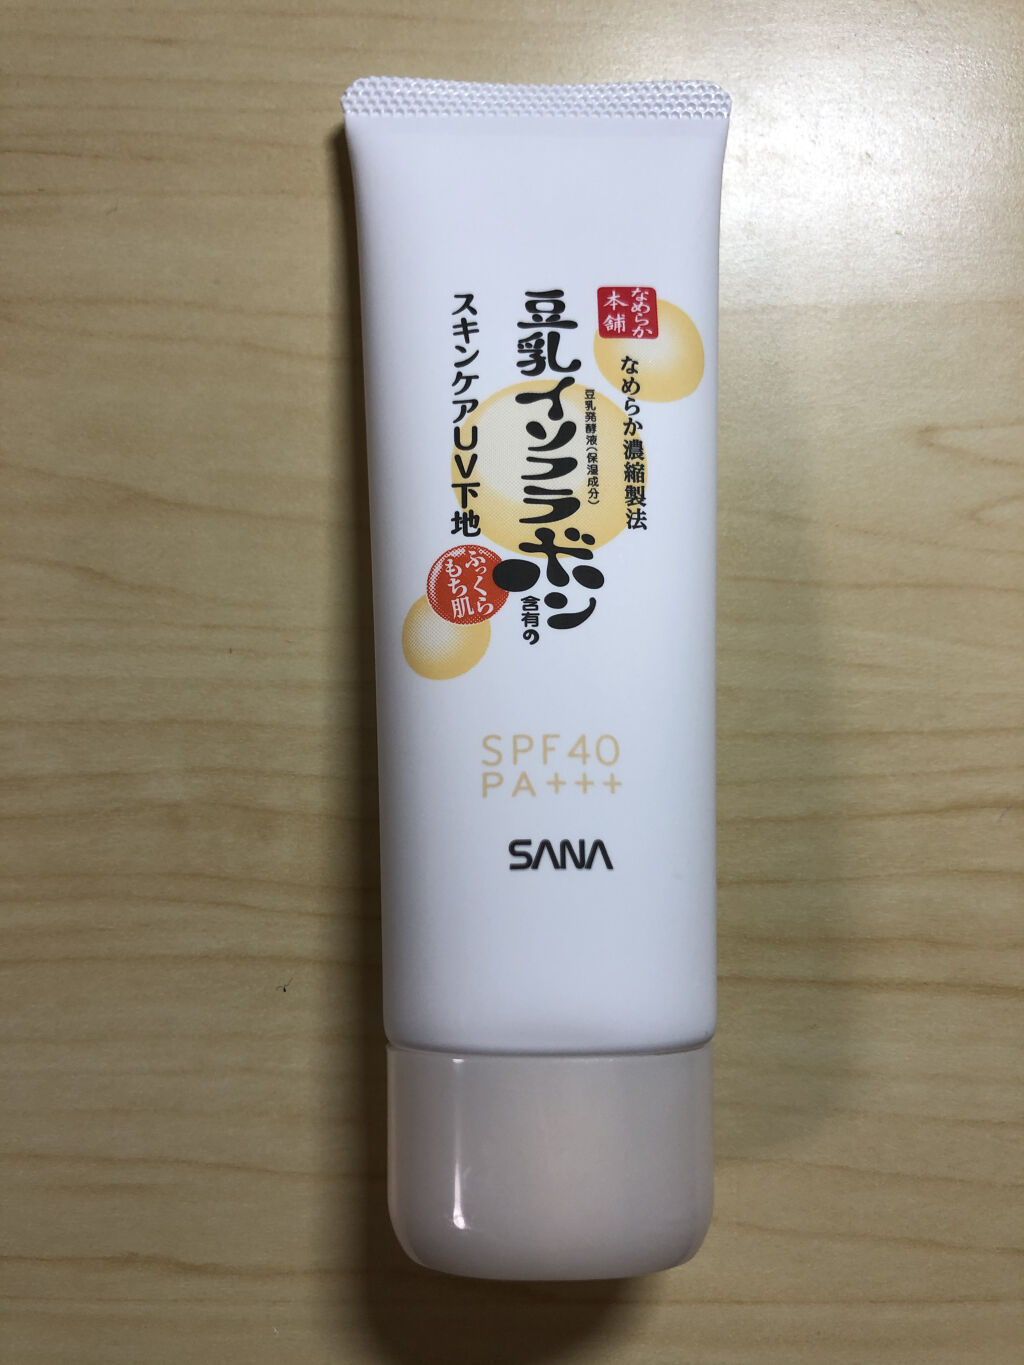 なめらか
本舗
なめらか濃縮製法
豆乳発酵液(保湿成分)
豆乳イソフラボン
含有の
スキンケアUV下地
ふっくら
もち肌
SPF40
PA+++
SANA